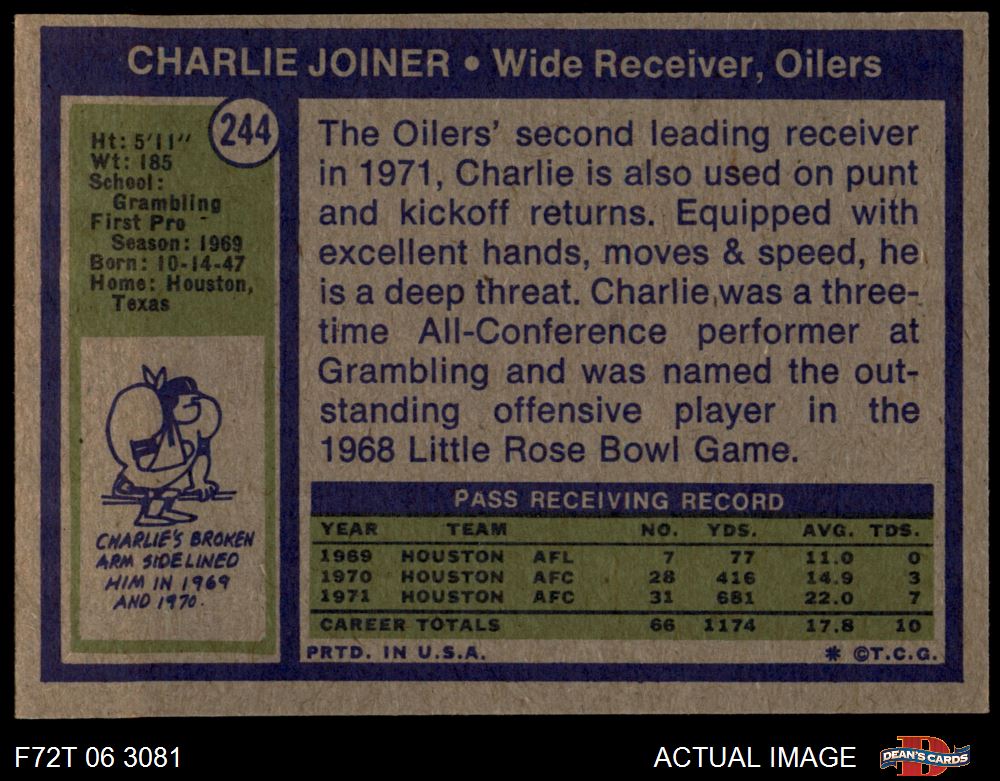 CHARLIE JOINER • Wide Receiver, Oilers
244
Ht: 5'11"
Wt: 185
School:
Grambling
First Pro
Season: 1969
Born: 10-14-47
Home: Houston,
Texas
CHARLIE'S BROKEN
ARM SIDELINED
HIM IN 1969
AND 1970.
The Oilers' second leading receiver
in 1971, Charlie is also used on punt
and kickoff returns. Equipped with
excellent hands, moves & speed, he
is a deep threat. Charlie was a three-
time All-Conference performer at
Grambling and was named the out-
standing offensive player in the
1968 Little Rose Bowl Game.
PASS RECEIVING RECORD
YEAR TEAM NO. YDS. AVG. TDS.
1969 HOUSTON AFL 7 77 11.0 0
1970 HOUSTON AFC 28 416 14.9 3
1971 HOUSTON AFC 31 681 22.0 7
CAREER TOTALS 66 1174 17.8 10
PRTD. IN U.S.A. * ©T.C.G.
F72T 06 3081
ACTUAL IMAGE
DEAN'S CARDS